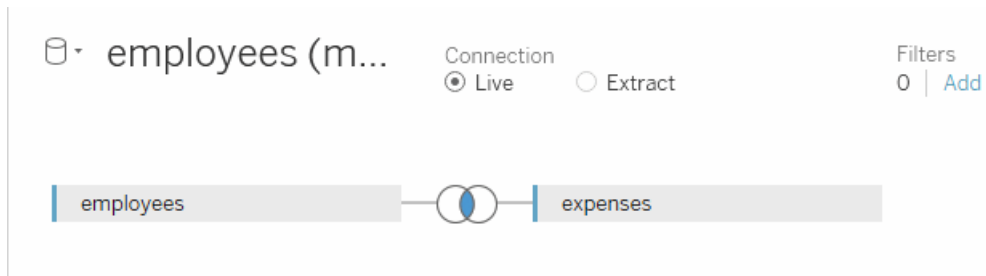 employees (m...
Connection
Live
Extract
Filters
0
Add
employees
expenses